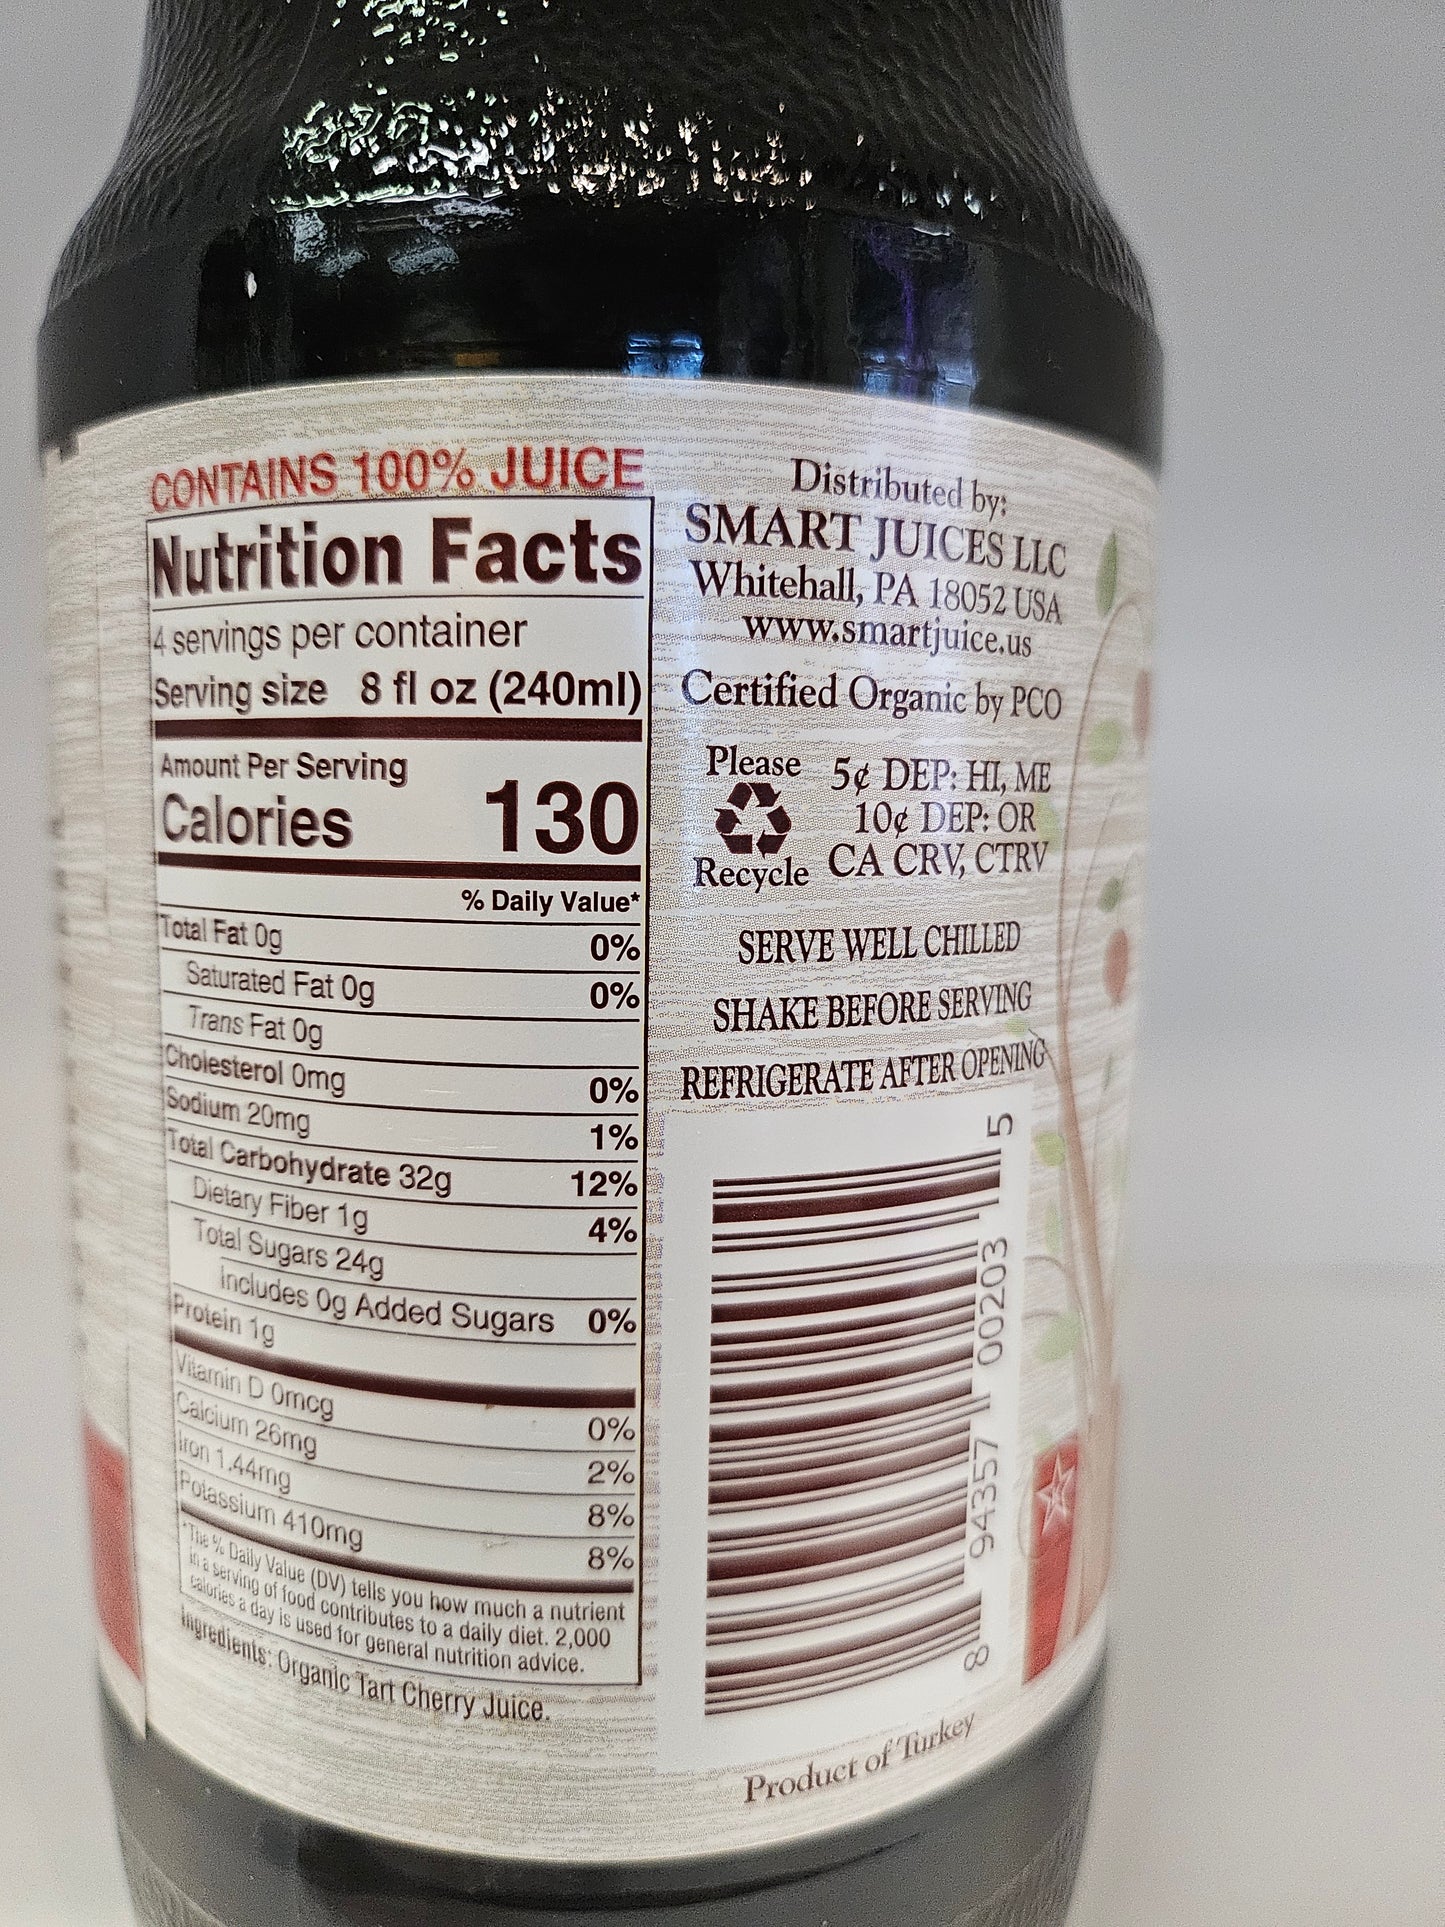 CONTAINS 100% JUICE
Nutrition Facts
4 servings per container
Serving size 8 fl oz (240ml)
Amount Per Serving
Calories 130
% Daily Value*
Total Fat 0g 0%
Saturated Fat 0g 0%
Trans Fat 0g
Cholesterol 0mg 0%
Sodium 20mg 1%
Total Carbohydrate 32g 12%
Dietary Fiber 1g 4%
Total Sugars 24g
Includes 0g Added Sugars 0%
Protein 1g
Vitamin D 0mcg 0%
Calcium 26mg 2%
Iron 1.44mg 8%
Potassium 410mg 8%
*The % Daily Value (DV) tells you how much a nutrient
in a serving of food contributes to a daily diet. 2,000
calories a day is used for general nutrition advice.
Ingredients: Organic Tart Cherry Juice.
Distributed by:
SMART JUICES LLC
Whitehall, PA 18052 USA
www.smartjuice.us
Certified Organic by PCO
Please
Recycle
5¢ DEP: HI, ME
10¢ DEP: OR
CA CRV, CTRV
SERVE WELL CHILLED
SHAKE BEFORE SERVING
REFRIGERATE AFTER OPENING
8 94357 00203 5
Product of Turkey